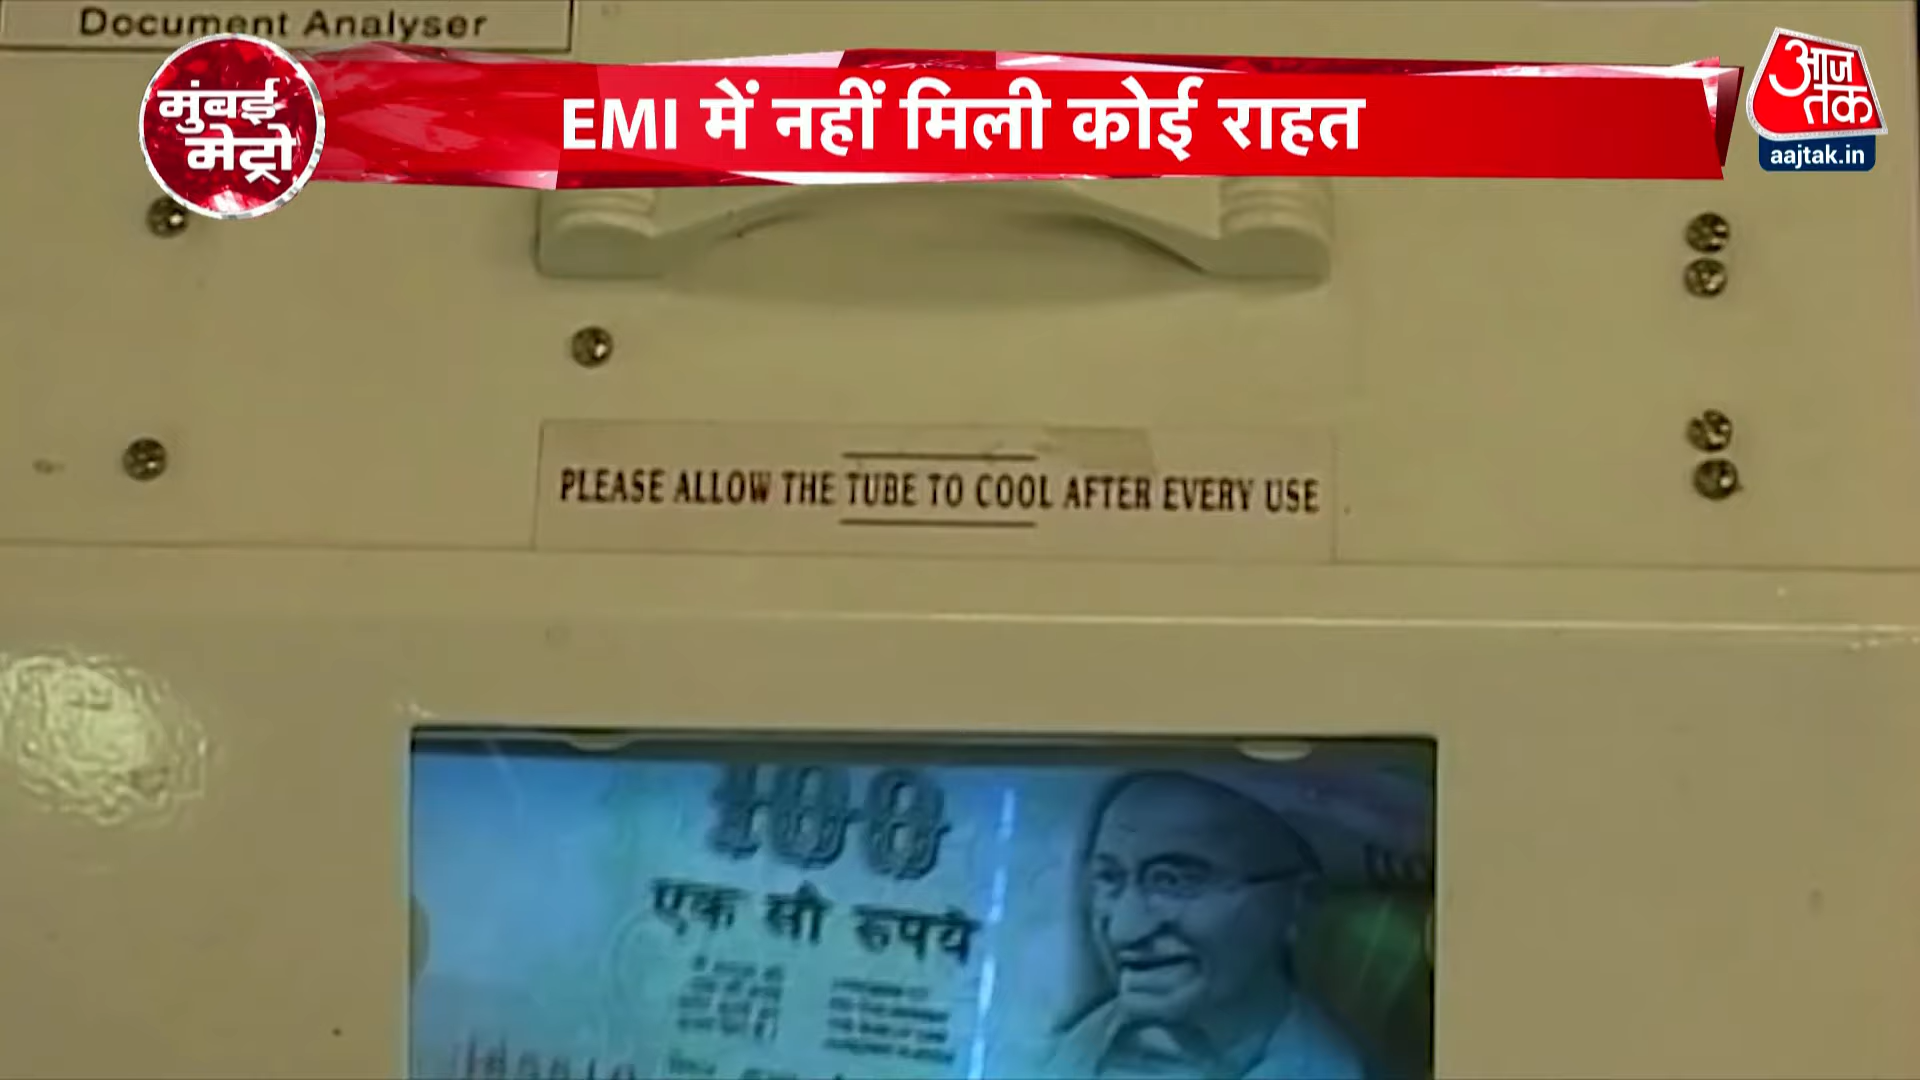 Document Analyser
मुंबई
मेट्रो
EMI में नहीं मिली कोई राहत
आज
तक
aajtak.in
PLEASE ALLOW THE TUBE TO COOL AFTER EVERY USE
100
एक सौ रुपये